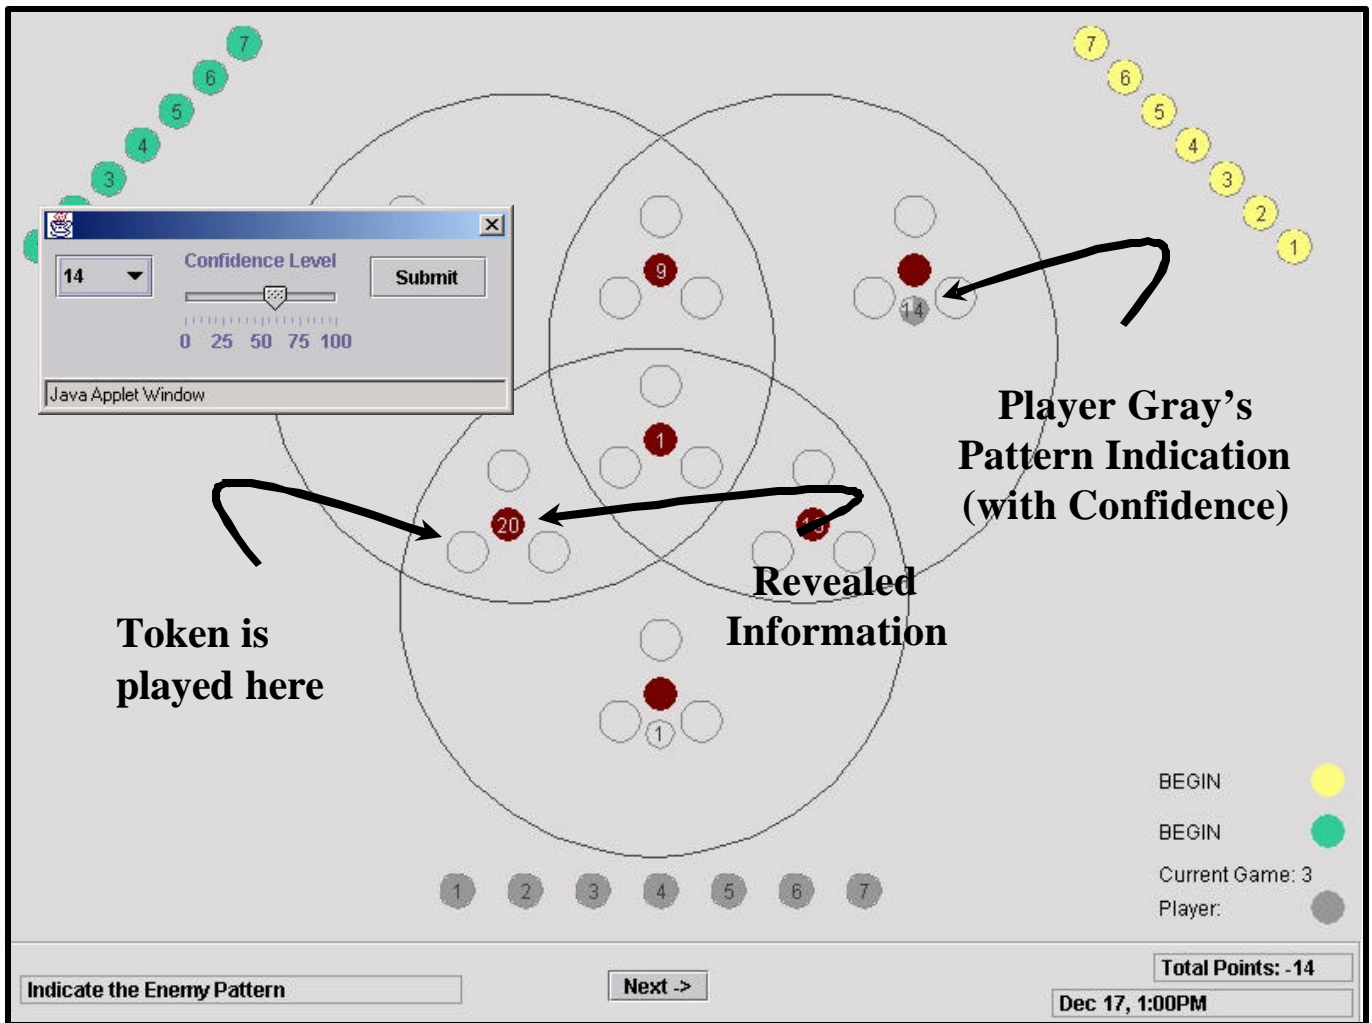 7
6
5
4
3
7
6
5
4
3
2
1
14
Confidence Level
Submit
0 25 50 75 100
Java Applet Window
9
14
1
20
Player Gray’s
Pattern Indication
(with Confidence)
Revealed
Information
Token is
played here
1
BEGIN
BEGIN
Current Game: 3
Player:
1 2 3 4 5 6 7
Indicate the Enemy Pattern
Next ->
Total Points: -14
Dec 17, 1:00PM